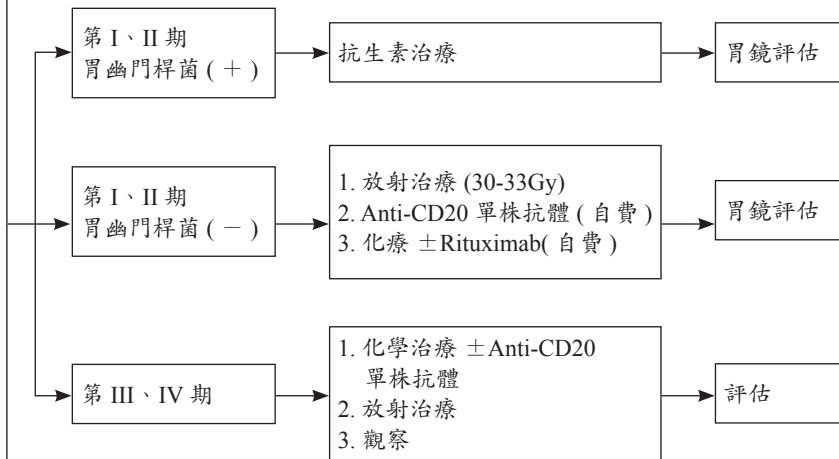 第 I、II 期
胃幽門桿菌 ( ＋ )
抗生素治療
胃鏡評估
第 I、II 期
胃幽門桿菌 ( － )
1. 放射治療 (30-33Gy)
2. Anti-CD20 單株抗體 ( 自費 )
3. 化療 ±Rituximab( 自費 )
胃鏡評估
第 III、IV 期
1. 化學治療 ±Anti-CD20
單株抗體
2. 放射治療
3. 觀察
評估